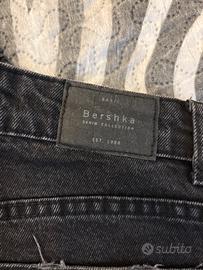 BASIC
Bershka
DENIM COLLECTION
EST 1998
subito